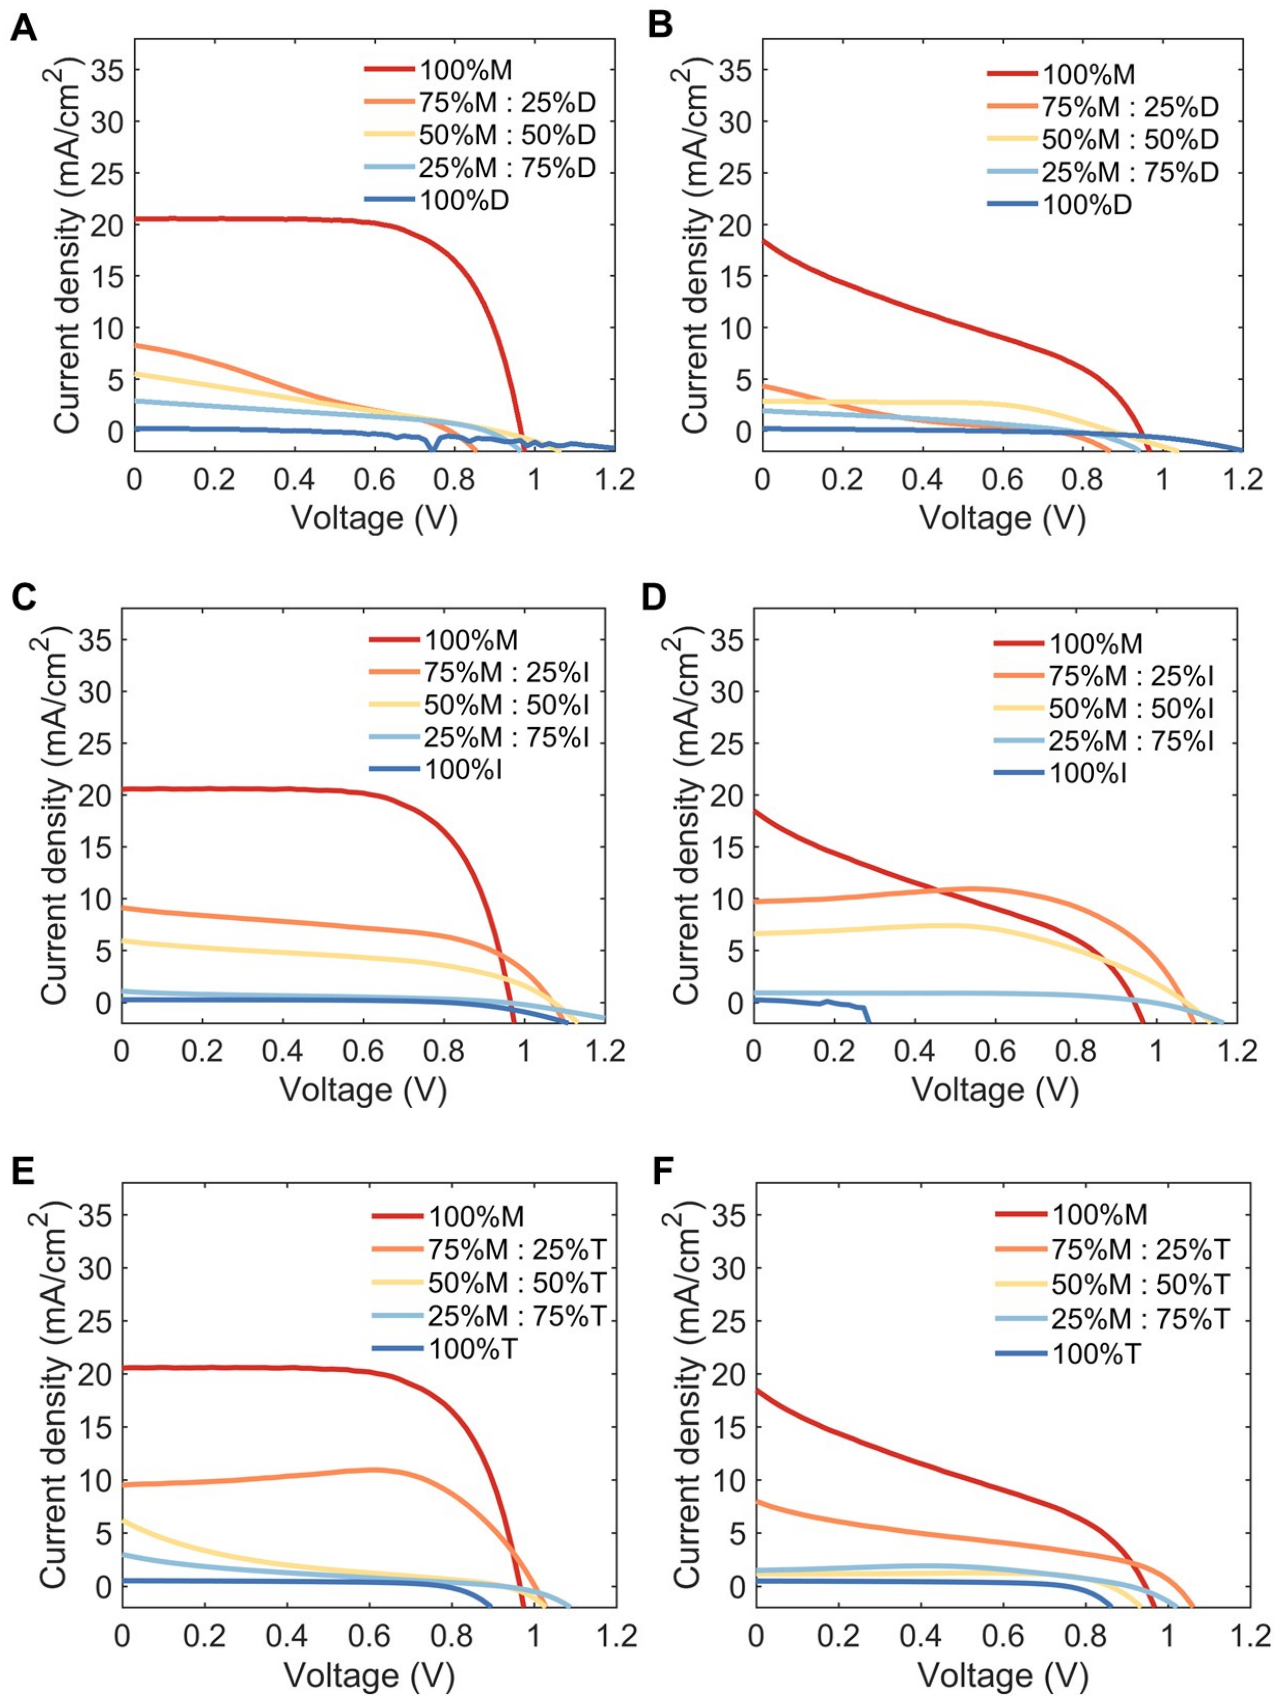 A
B
Current density (mA/cm2)
35
30
25
20
15
10
5
0
100%M
75%M : 25%D
50%M : 50%D
25%M : 75%D
100%D
0 0.2 0.4 0.6 0.8 1 1.2
Voltage (V)
Current density (mA/cm2)
35
30
25
20
15
10
5
0
100%M
75%M : 25%D
50%M : 50%D
25%M : 75%D
100%D
0 0.2 0.4 0.6 0.8 1 1.2
Voltage (V)
C
D
Current density (mA/cm2)
35
30
25
20
15
10
5
0
100%M
75%M : 25%I
50%M : 50%I
25%M : 75%I
100%I
0 0.2 0.4 0.6 0.8 1 1.2
Voltage (V)
Current density (mA/cm2)
35
30
25
20
15
10
5
0
100%M
75%M : 25%I
50%M : 50%I
25%M : 75%I
100%I
0 0.2 0.4 0.6 0.8 1 1.2
Voltage (V)
E
F
Current density (mA/cm2)
35
30
25
20
15
10
5
0
100%M
75%M : 25%T
50%M : 50%T
25%M : 75%T
100%T
0 0.2 0.4 0.6 0.8 1 1.2
Voltage (V)
Current density (mA/cm2)
35
30
25
20
15
10
5
0
100%M
75%M : 25%T
50%M : 50%T
25%M : 75%T
100%T
0 0.2 0.4 0.6 0.8 1 1.2
Voltage (V)